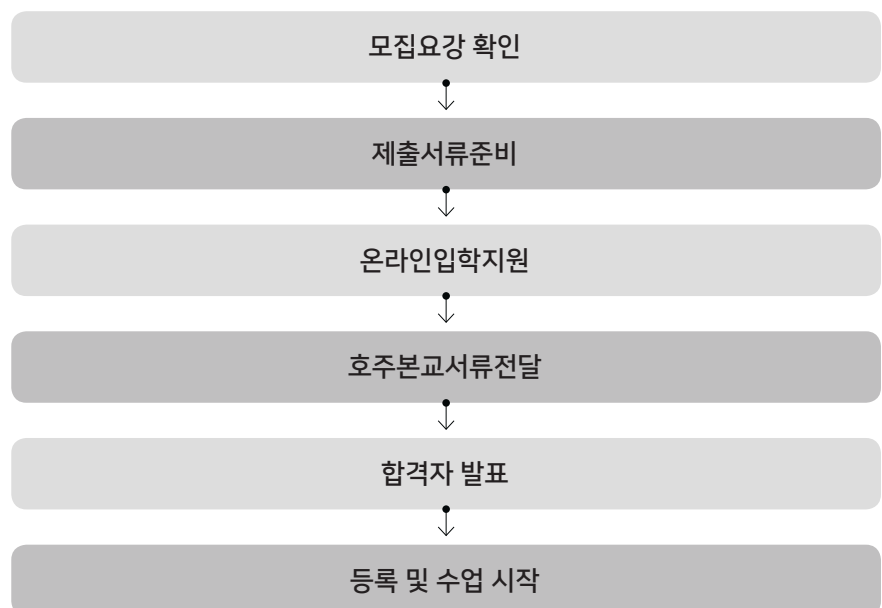 모집요강 확인
제출서류준비
온라인입학지원
호주본교서류전달
합격자 발표
등록 및 수업 시작